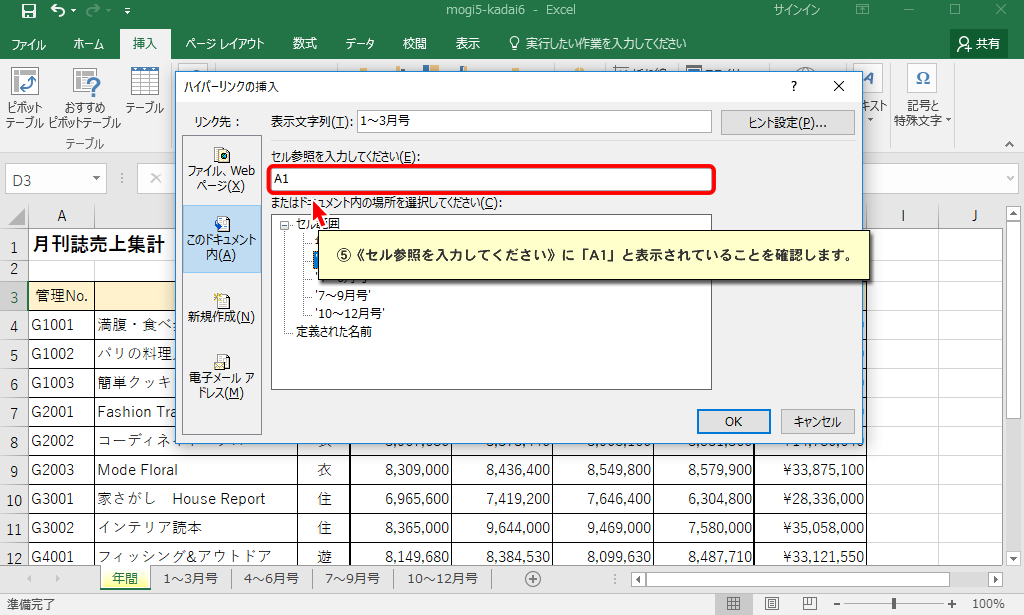 mogi5-kadai6 - Excel
サインイン
ファイル ホーム 挿入 ページ レイアウト 数式 データ 校閲 表示 実行したい作業を入力してください 共有
ピボット
テーブル
おすすめ
ピボットテーブル
テーブル
テーブル
キスト
記号と
特殊文字
ハイパーリンクの挿入
リンク先：
表示文字列(T): 1～3月号
ヒント設定(P)...
ファイル、Web
ページ(X)
このドキュメント
内(A)
新規作成(N)
電子メール ア
ドレス(M)
セル参照を入力してください(E):
A1
またはドキュメント内の場所を選択してください(C):
セル範囲
'7～9月号'
'10～12月号'
定義された名前
⑤《セル参照を入力してください》に「A1」と表示されていることを確認します。
OK キャンセル
D3
A I J
1 月刊誌売上集計
2
3 管理No.
4 G1001 満腹・食べ
5 G1002 パリの料理
6 G1003 簡単クッキ
7 G2001 Fashion Tra
8 G2002 コーディネイ
9 G2003 Mode Floral 衣 8,309,000 8,436,400 8,549,800 8,579,900 ¥33,875,100
10 G3001 家さがし House Report 住 6,965,600 7,419,200 7,646,400 6,304,800 ¥28,336,000
11 G3002 インテリア読本 住 8,365,000 9,644,000 9,469,000 7,580,000 ¥35,058,000
12 G4001 フィッシング&アウトドア 遊 8,149,680 8,384,530 8,099,630 8,487,710 ¥33,121,550
年間 1～3月号 4～6月号 7～9月号 10～12月号
準備完了
100%